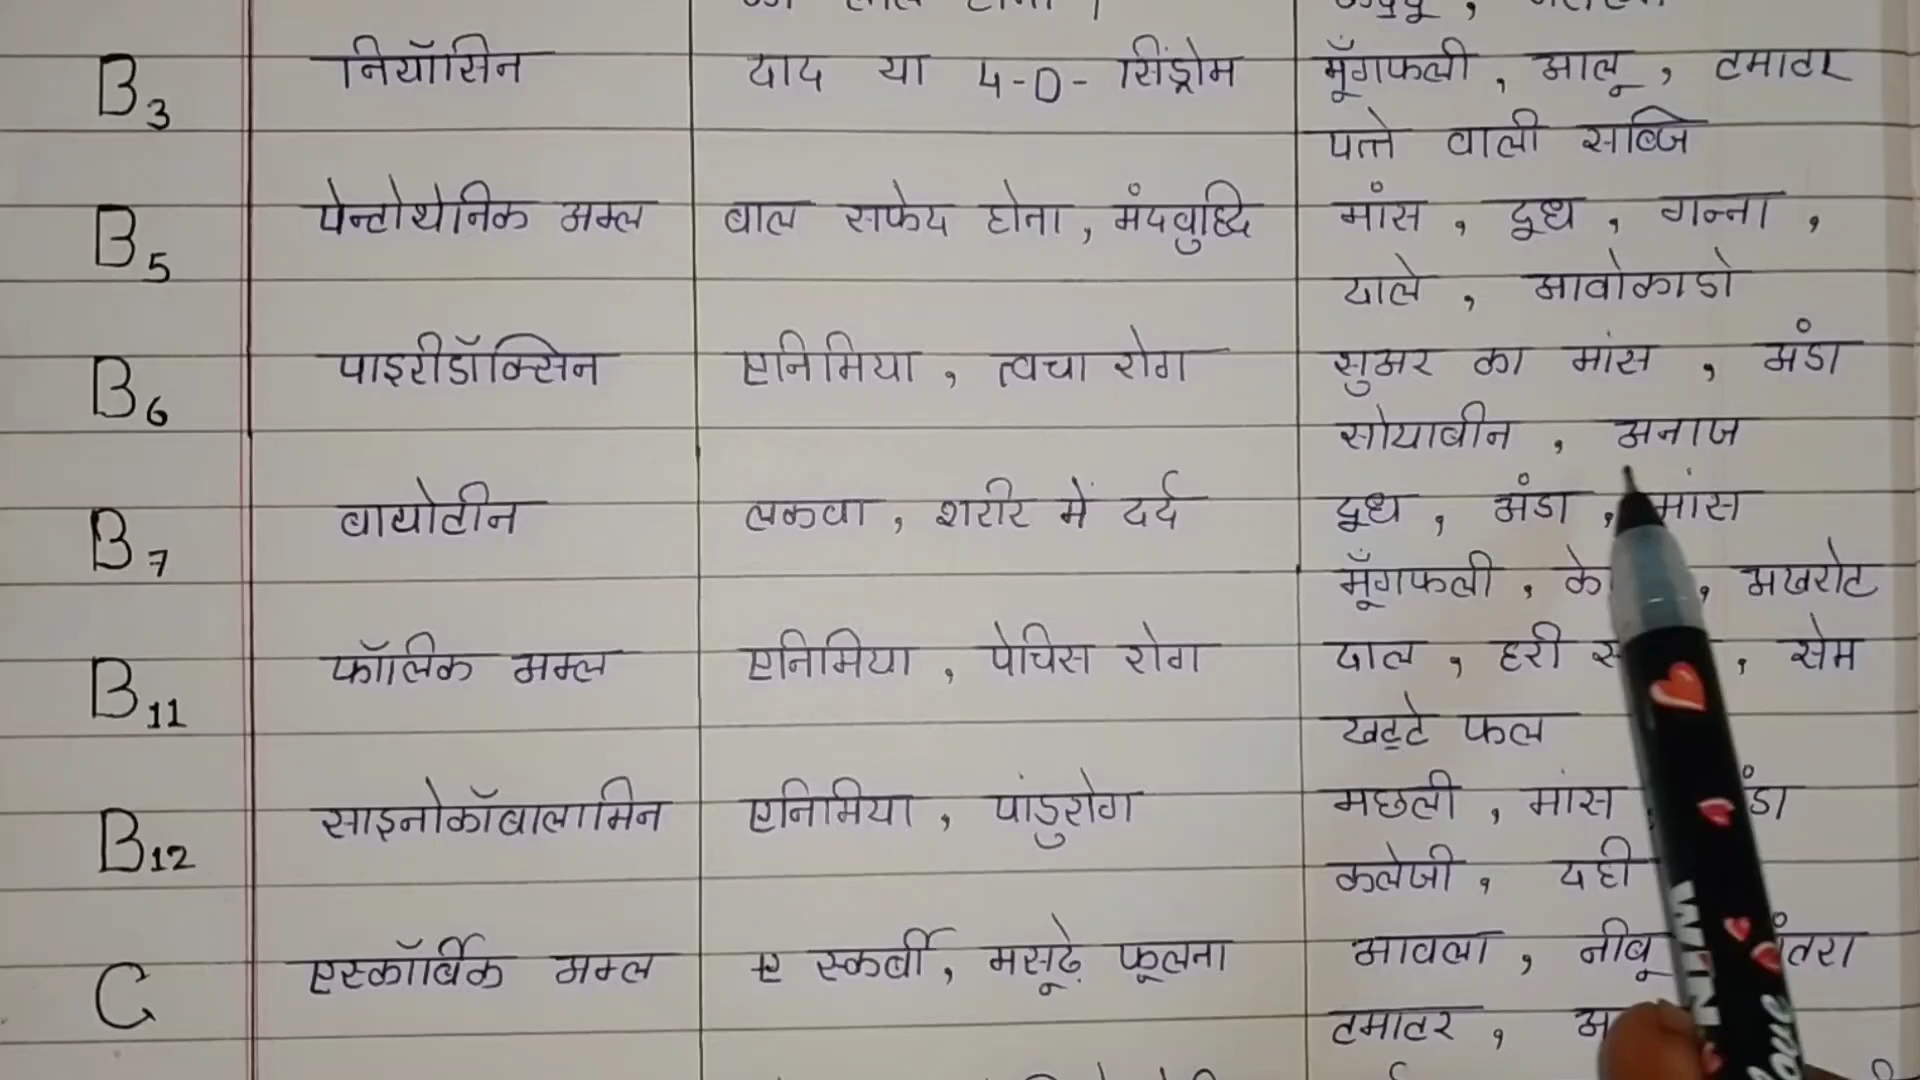 B3 नियॉसिन दाद या 4-D- सिंड्रोम मूँगफली, आलू, टमाटर
पत्ते वाली सब्जि
B5 पेन्टोथेनिक अम्ल बाल सफेद होना, मंदबुध्दि मांस, दूध, गन्ना,
दाले, आवोकाडो
B6 पाइरीडॉक्सिन एनिमिया, त्वचा रोग सुअर का मांस, अंडा
सोयाबीन, अनाज
B7 बायोटीन लकवा, शरीर में दर्द दूध, अंडा, मांस
मूँगफली, अखरोट
B11 फॉलिक अम्ल एनिमिया, पेचिस रोग दाल, हरी, सेम
खट्टे फल
B12 साइनोकॉबालामिन एनिमिया, पांडुरोग मछली, मांस
कलेजी, दही
C एस्कॉर्बिक अम्ल स्कर्वी, मसूढ़े फूलना आवला, नीबू
टमाटर,